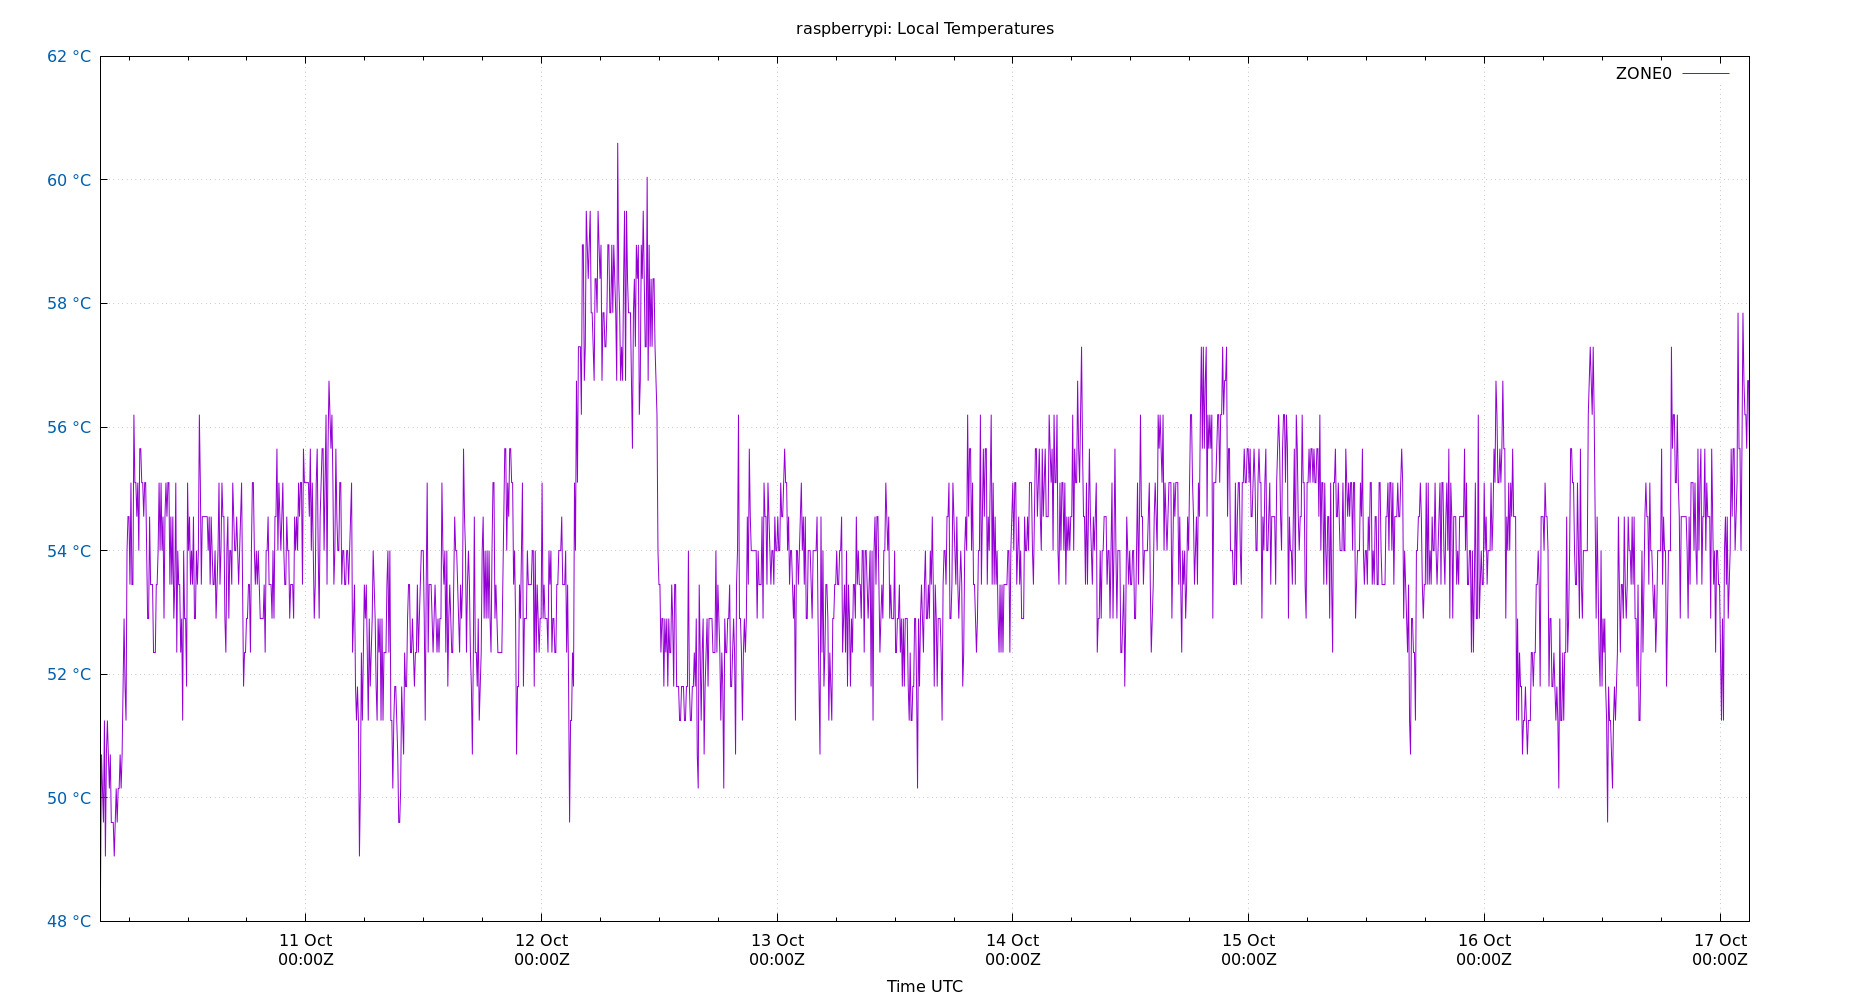 raspberrypi: Local Temperatures
62 °C
ZONE0
60 °C
58 °C
56 °C
54 °C
52 °C
50 °C
48 °C
11 Oct 12 Oct 13 Oct 14 Oct 15 Oct 16 Oct 17 Oct
00:00Z 00:00Z 00:00Z 00:00Z 00:00Z 00:00Z 00:00Z
Time UTC